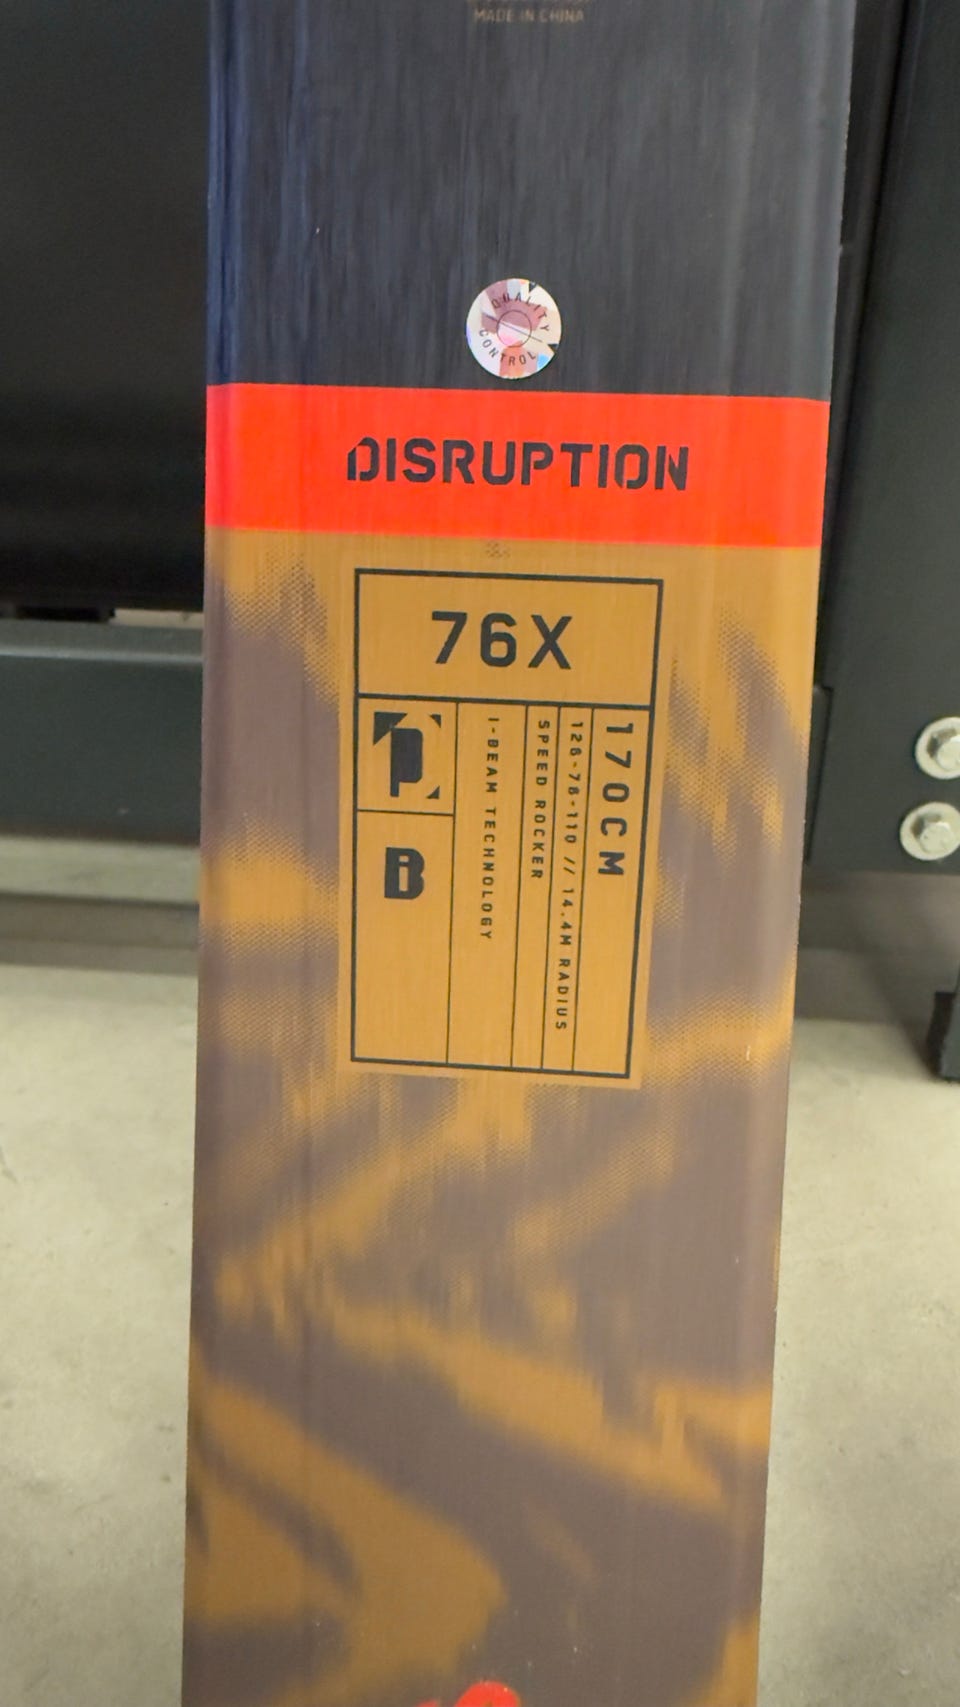 MADE IN CHINA
QUALITY CONTROL
DISRUPTION
76X
170CM
126-76-110 // 14.4M RADIUS
SPEED ROCKER
I-BEAM TECHNOLOGY